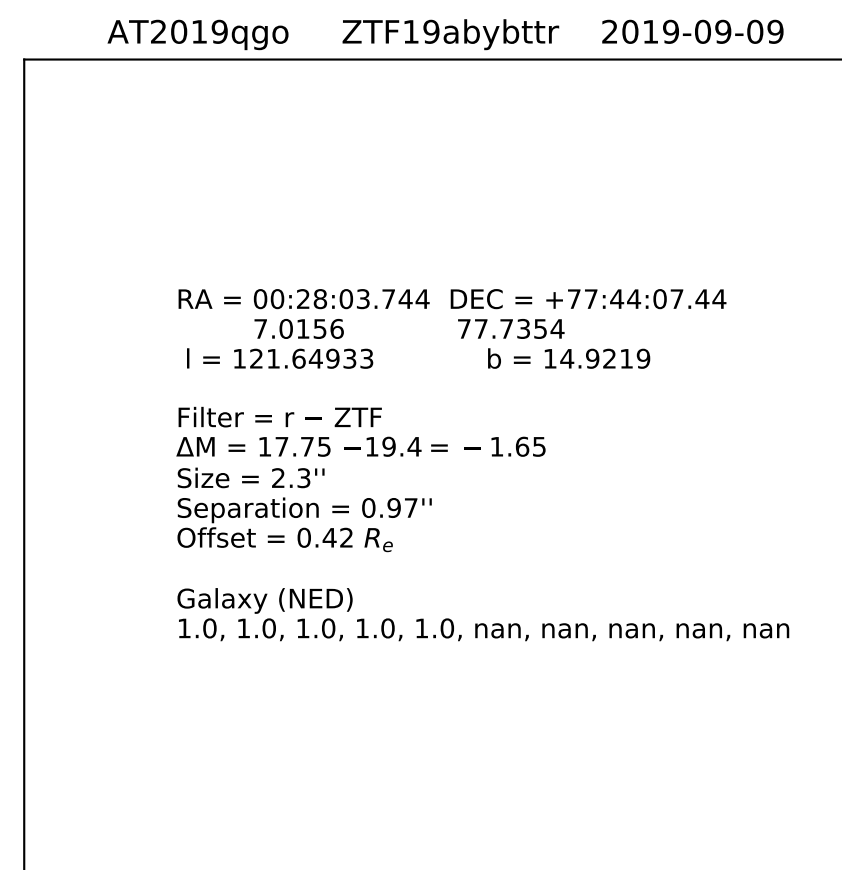 AT2019qgo ZTF19abybttr 2019-09-09
RA = 00:28:03.744 DEC = +77:44:07.44
7.0156 77.7354
l = 121.64933 b = 14.9219
Filter = r − ZTF
ΔM = 17.75 −19.4 = − 1.65
Size = 2.3''
Separation = 0.97''
Offset = 0.42 Re
Galaxy (NED)
1.0, 1.0, 1.0, 1.0, 1.0, nan, nan, nan, nan, nan